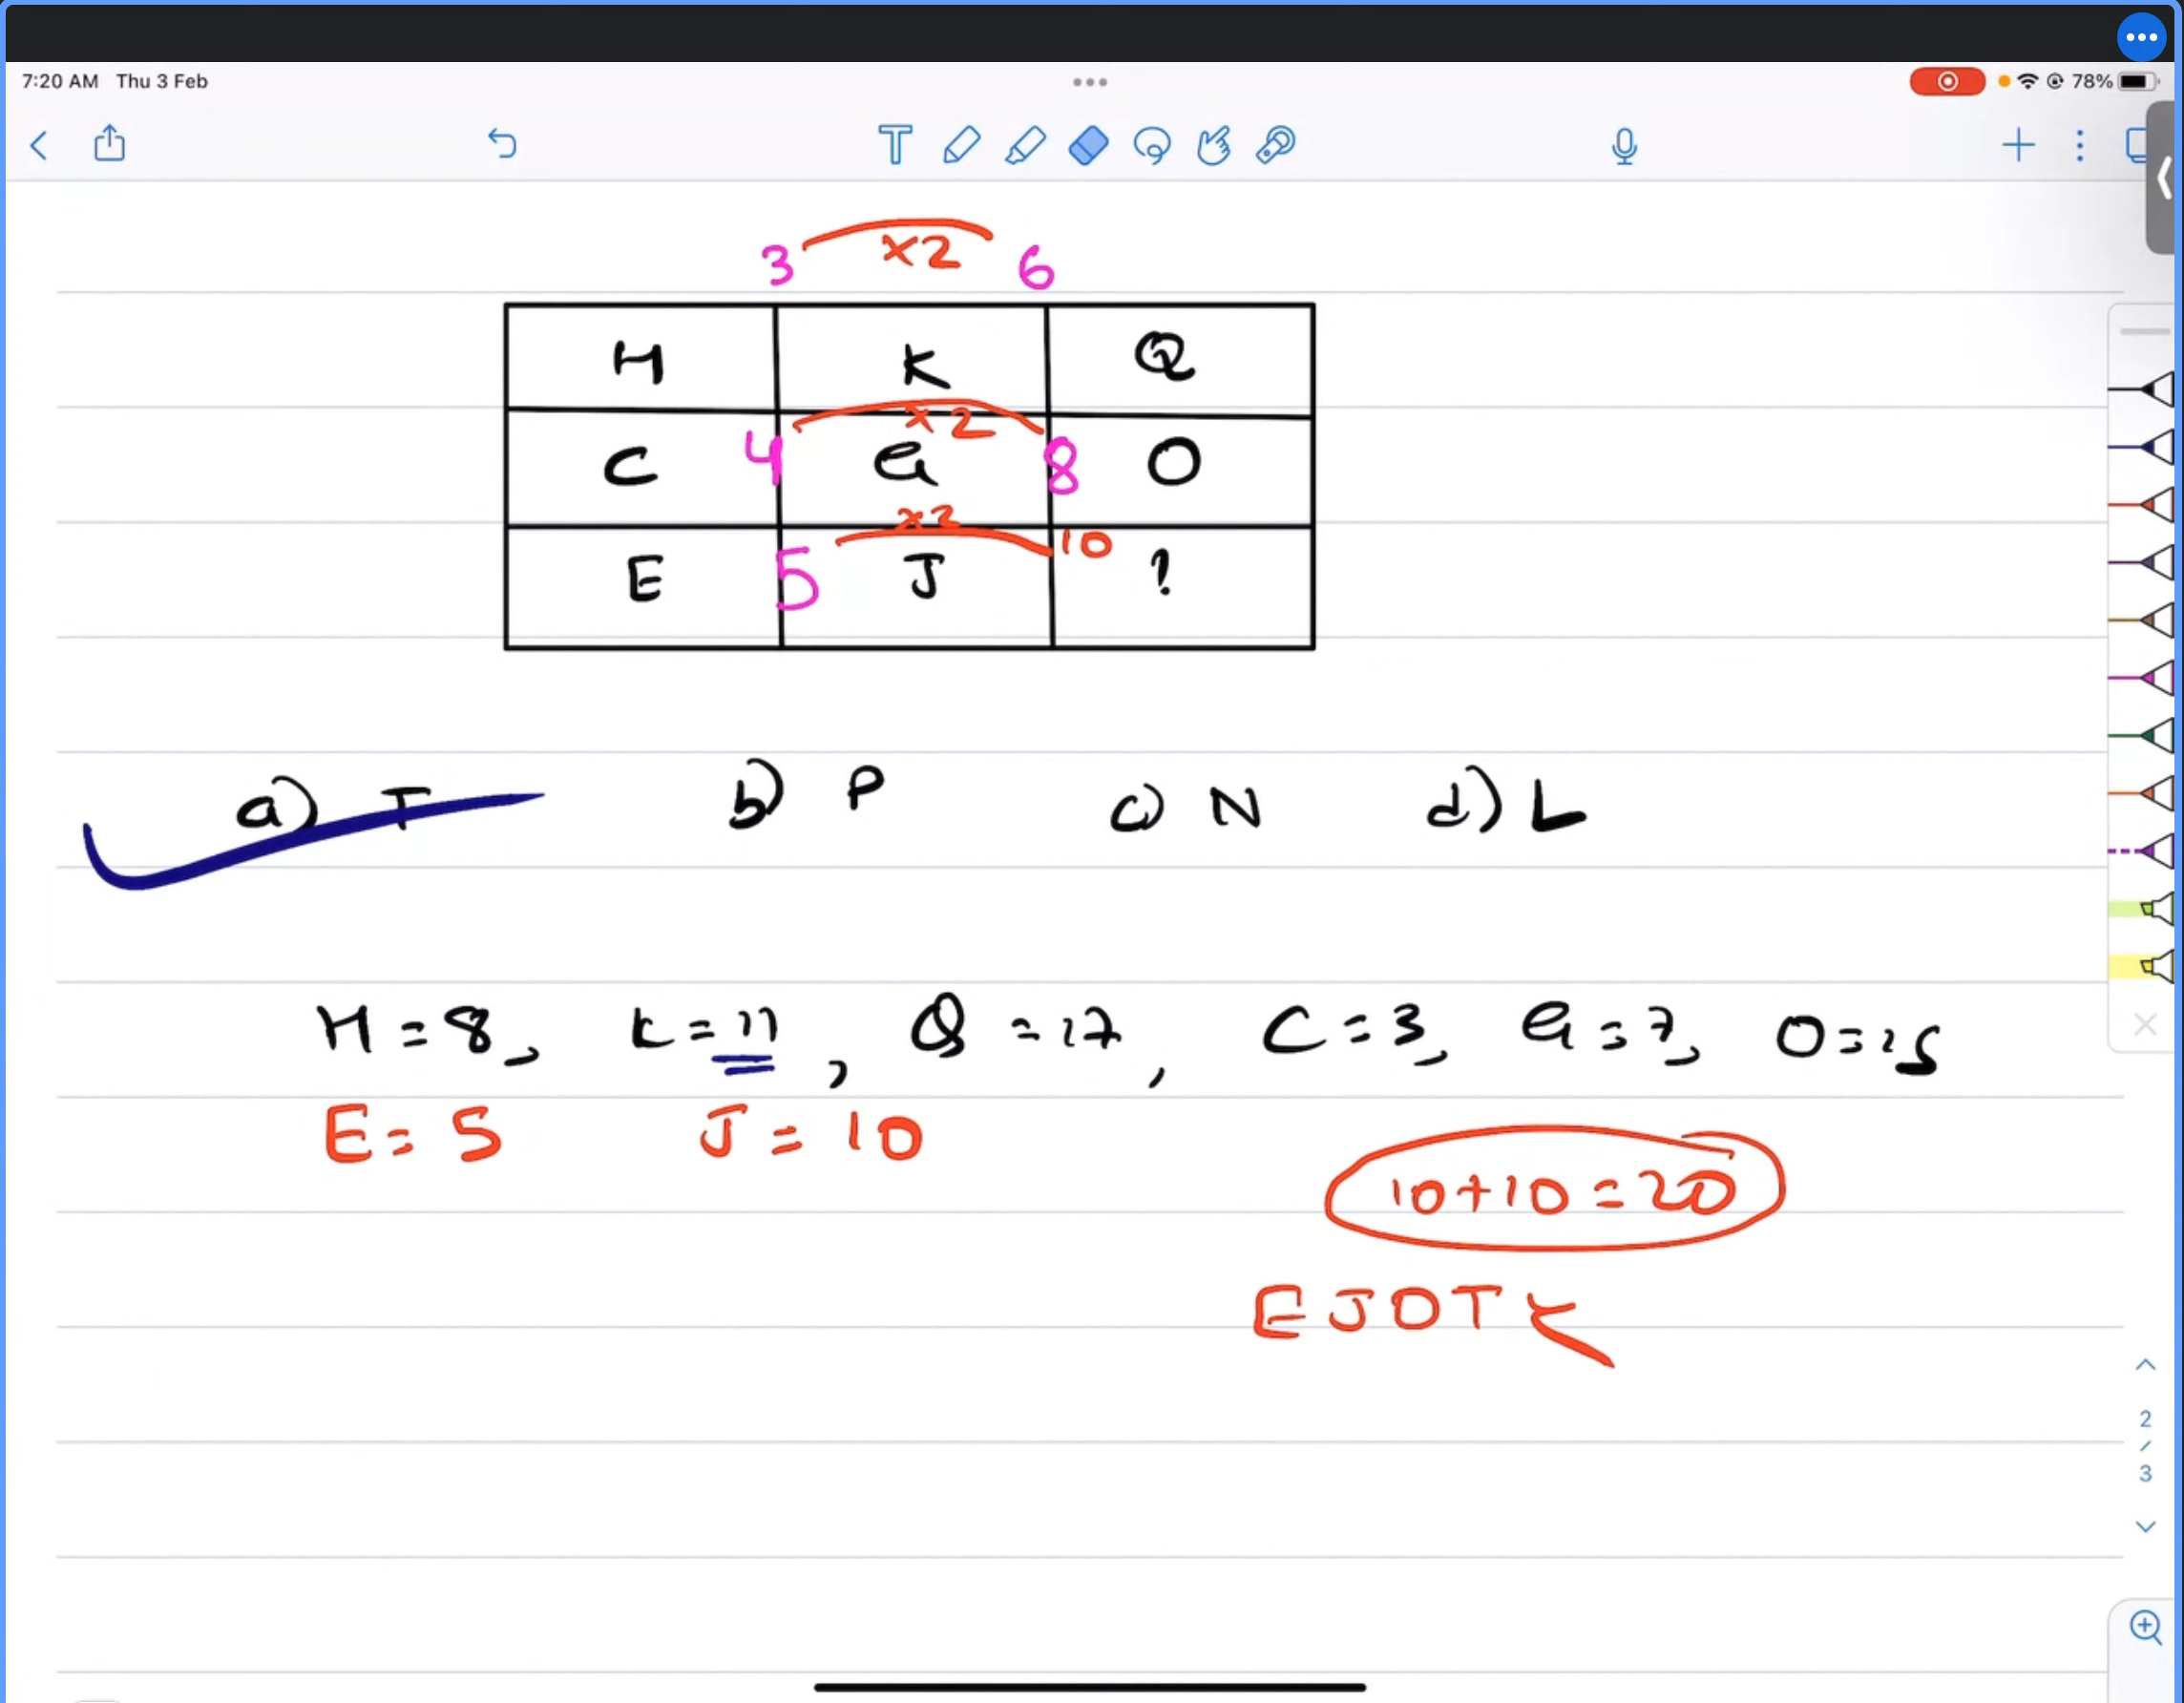 7:20 AM Thu 3 Feb 78%
3 ×2 6
H K Q
×2
C 4 G 8 O
×2
E 5 J 10 ?
a) T b) P c) N d) L
H = 8, K = 11, Q = 17, C = 3, G = 7, O = 15
E = 5 J = 10
10 + 10 = 20
E J O T Y
2
/
3